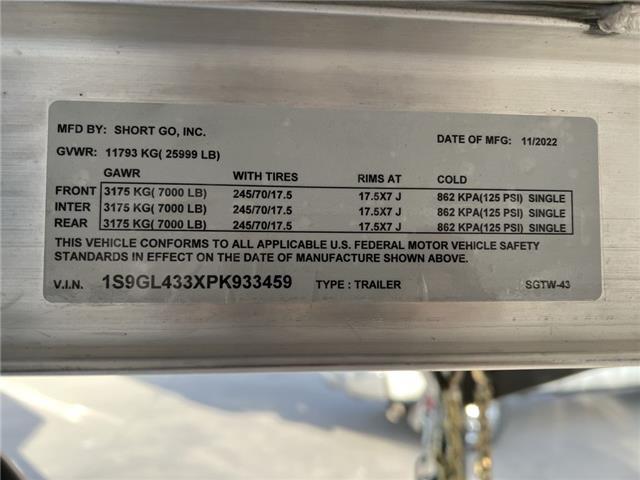 MFD BY: SHORT GO, INC. DATE OF MFG: 11/2022
GVWR: 11793 KG( 25999 LB)
GAWR WITH TIRES RIMS AT COLD
FRONT 3175 KG( 7000 LB) 245/70/17.5 17.5X7 J 862 KPA(125 PSI) SINGLE
INTER 3175 KG( 7000 LB) 245/70/17.5 17.5X7 J 862 KPA(125 PSI) SINGLE
REAR 3175 KG( 7000 LB) 245/70/17.5 17.5X7 J 862 KPA(125 PSI) SINGLE
THIS VEHICLE CONFORMS TO ALL APPLICABLE U.S. FEDERAL MOTOR VEHICLE SAFETY
STANDARDS IN EFFECT ON THE DATE OF MANUFACTURE SHOWN ABOVE.
V.I.N. 1S9GL433XPK933459 TYPE : TRAILER SGTW-43